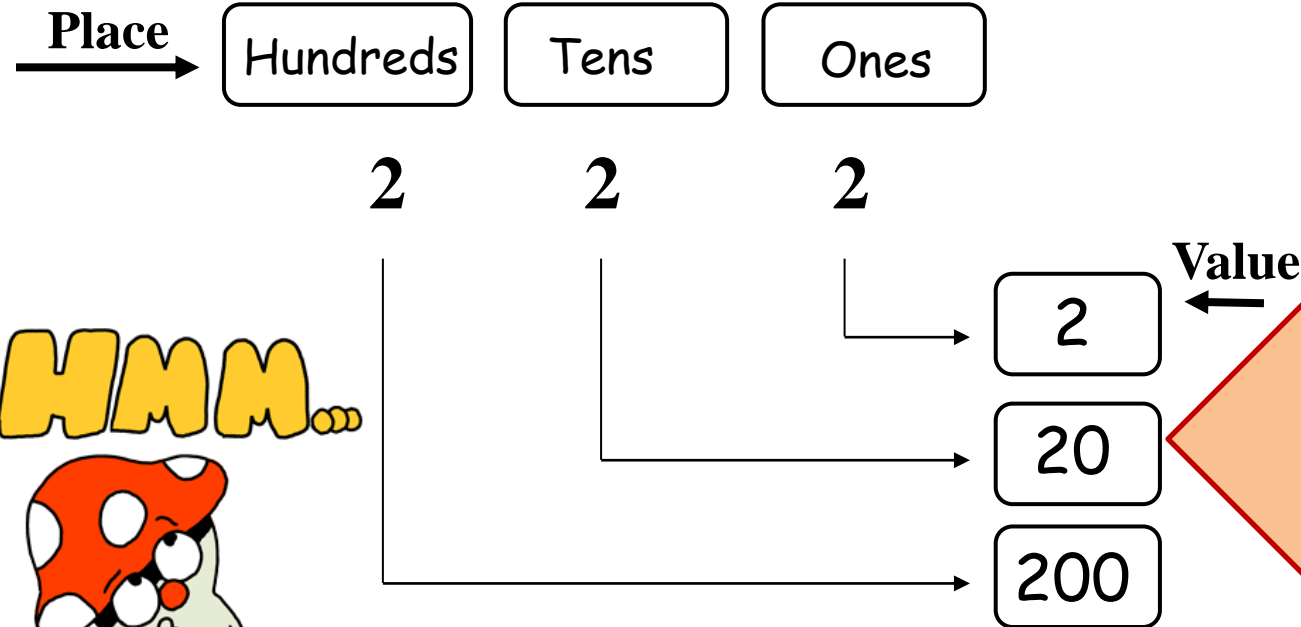 Place
Hundreds Tens Ones
2 2 2
Value
2
20
200
HMM...